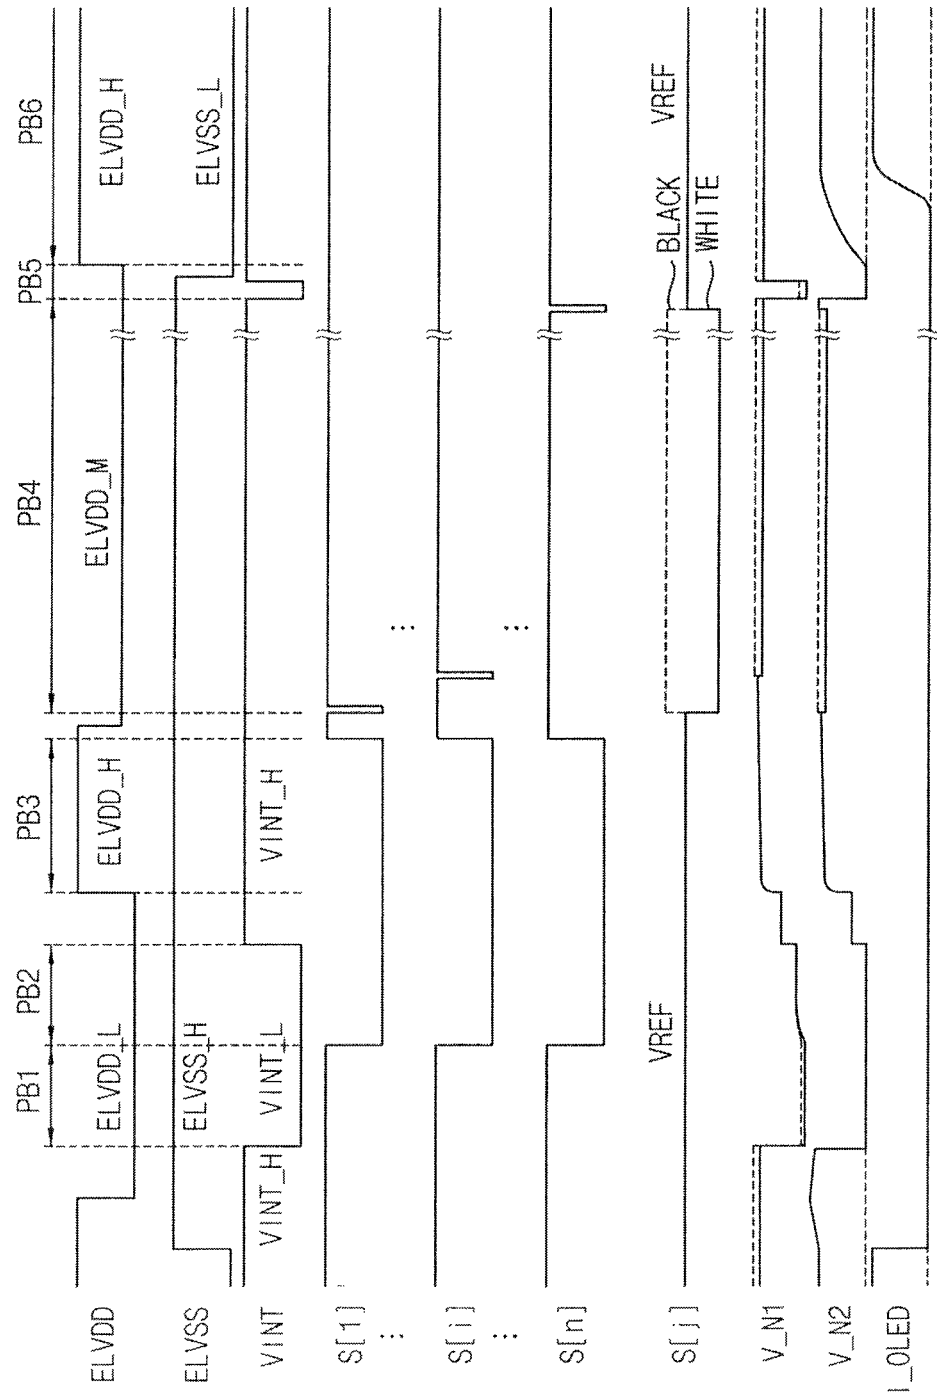 PB1 PB2 PB3 PB4 PB5 PB6
ELVDD ELVDD_L ELVDD_H ELVDD_M ELVDD_H
ELVSS ELVSS_H ELVSS_L
VINT VINT_H VINT_L VINT_H
S[1]
... ...
S[i]
... ...
S[n]
VREF BLACK VREF
S[j] WHITE
V_N1
V_N2
I_OLED